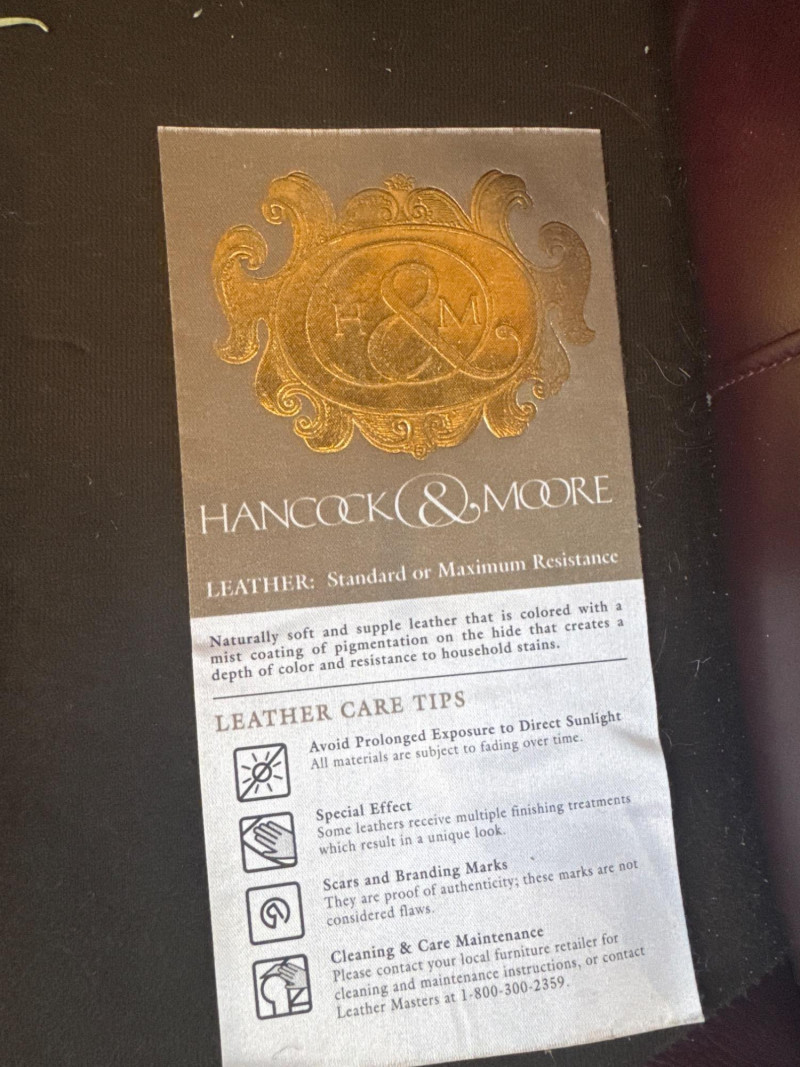 H & M
HANCOCK & MOORE
LEATHER: Standard or Maximum Resistance
Naturally soft and supple leather that is colored with a
mist coating of pigmentation on the hide that creates a
depth of color and resistance to household stains.
LEATHER CARE TIPS
Avoid Prolonged Exposure to Direct Sunlight
All materials are subject to fading over time.
Special Effect
Some leathers receive multiple finishing treatments
which result in a unique look.
Scars and Branding Marks
They are proof of authenticity; these marks are not
considered flaws.
Cleaning & Care Maintenance
Please contact your local furniture retailer for
cleaning and maintenance instructions, or contact
Leather Masters at 1-800-300-2359.